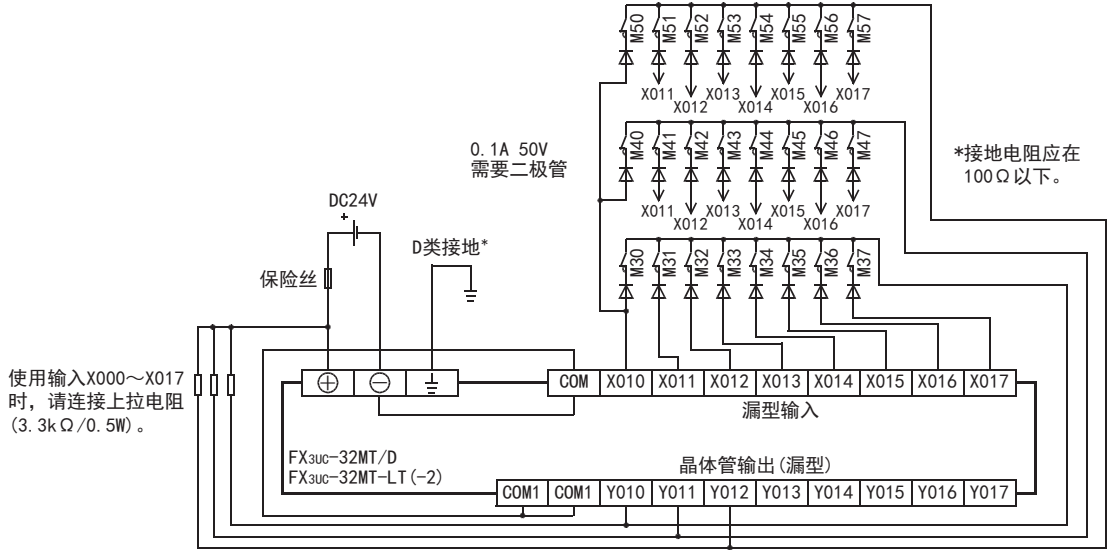 M50 M51 M52 M53 M54 M55 M56 M57
X011 X013 X015 X017
X012 X014 X016
M40 M41 M42 M43 M44 M45 M46 M47
0.1A 50V
需要二极管
*接地电阻应在
100Ω以下。
X011 X013 X015 X017
X012 X014 X016
DC24V
+
D类接地*
M30 M31 M32 M33 M34 M35 M36 M37
保险丝
使用输入X000～X017
时，请连接上拉电阻
(3.3kΩ/0.5W)。
+ − COM X010 X011 X012 X013 X014 X015 X016 X017
漏型输入
FX3UC-32MT/D
FX3UC-32MT-LT(-2)
晶体管输出(漏型)
COM1 COM1 Y010 Y011 Y012 Y013 Y014 Y015 Y016 Y017